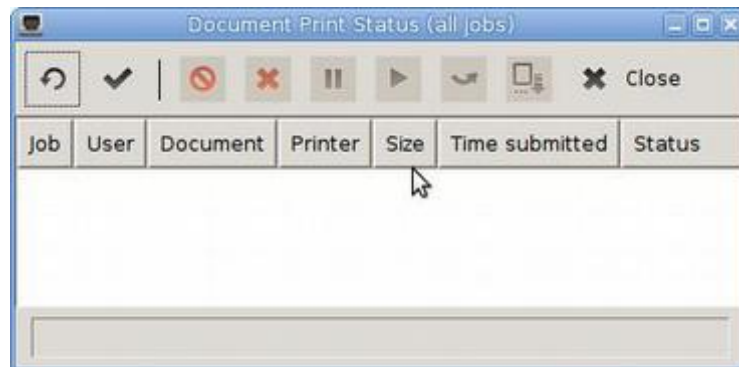 Document Print Status (all jobs)
Close
Job User Document Printer Size Time submitted Status